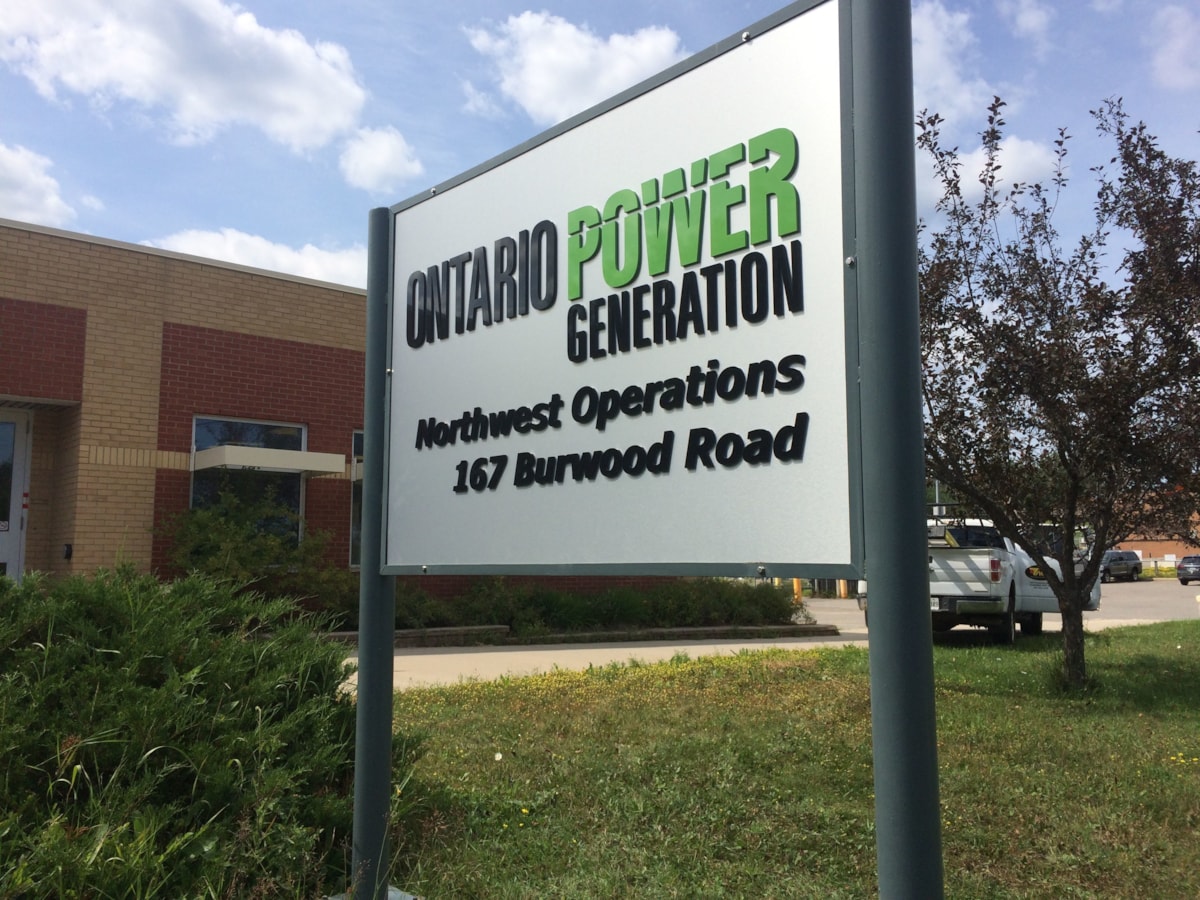 ONTARIO POWER
GENERATION
Northwest Operations
167 Burwood Road